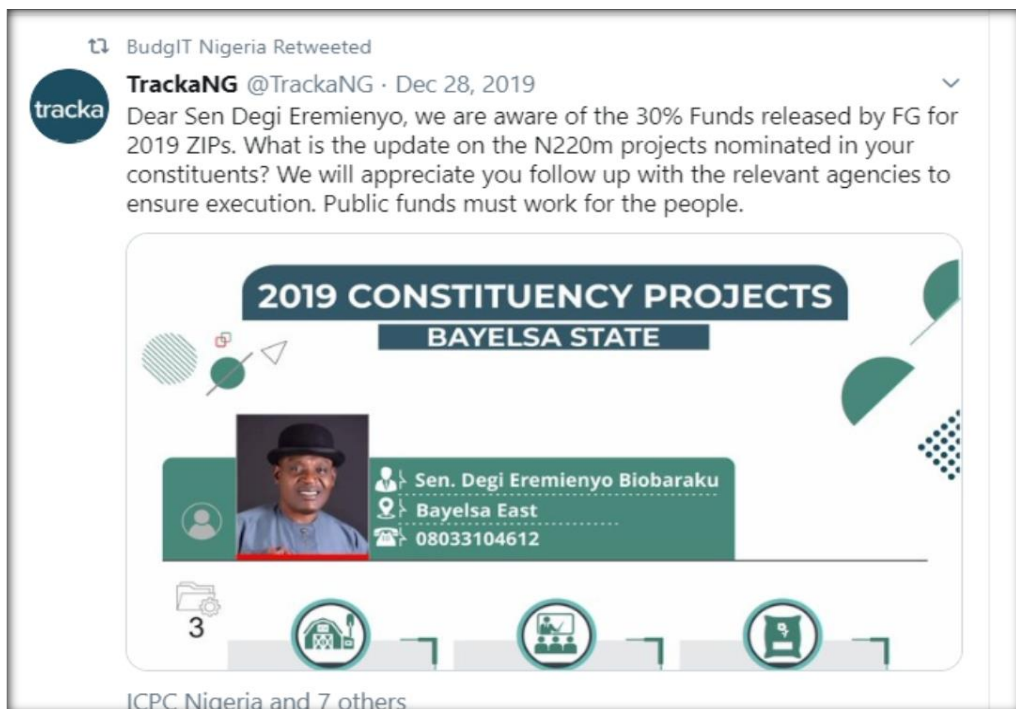 BudgIT Nigeria Retweeted
tracka
TrackaNG @TrackaNG · Dec 28, 2019
Dear Sen Degi Eremienyo, we are aware of the 30% Funds released by FG for
2019 ZIPs. What is the update on the N220m projects nominated in your
constituents? We will appreciate you follow up with the relevant agencies to
ensure execution. Public funds must work for the people.
2019 CONSTITUENCY PROJECTS
BAYELSA STATE
Sen. Degi Eremienyo Biobaraku
Bayelsa East
08033104612
3
ICPC Nigeria and 7 others